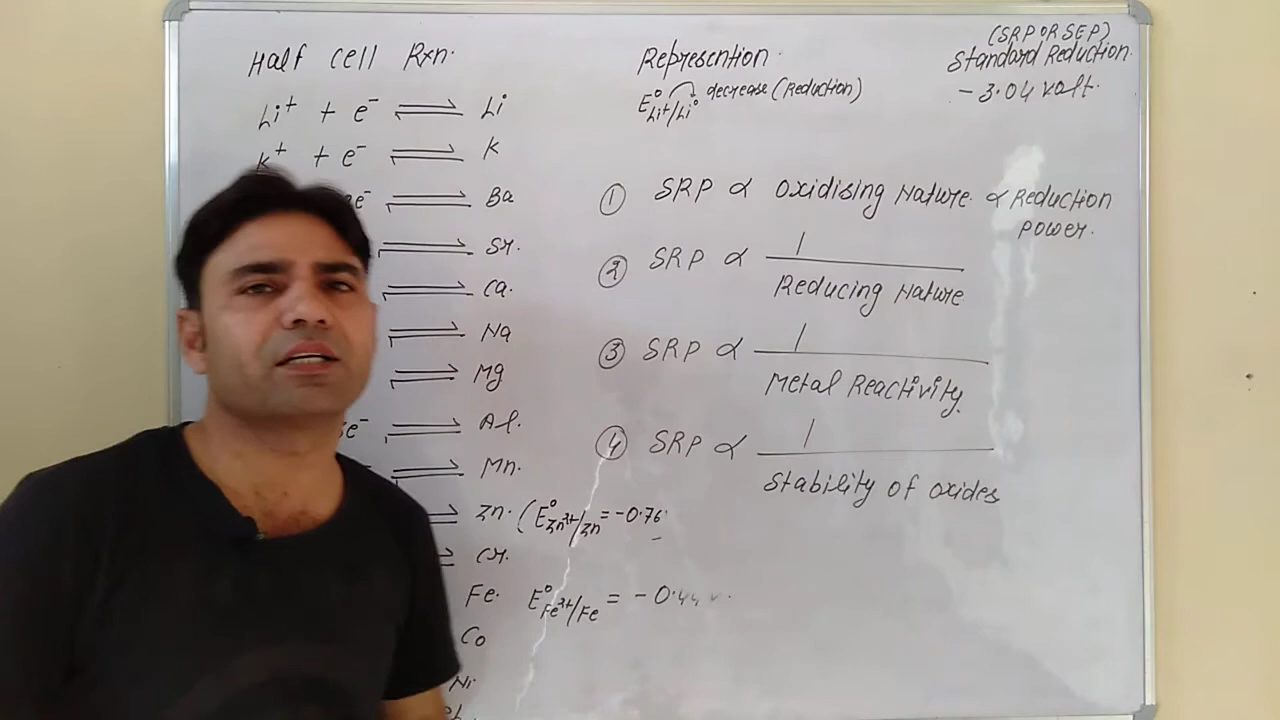 Half cell Rxn.
Represention.
(SRP OR SEP)
Standard Reduction.
-3.04 volt.
Li⁺ + e⁻ ⇌ Li
E° Li⁺/Li° decrease (Reduction)
K⁺ + e⁻ ⇌ K
e⁻ ⇌ Ba
⇌ Sr.
⇌ Ca.
⇌ Na
⇌ Mg
3e⁻ ⇌ Al.
⇌ Mn.
⇌ Zn. (E° Zn²⁺/Zn = -0.76
⇌ Cr.
Fe. E° Fe²⁺/Fe = -0.44 v.
Co
Ni.
① SRP ∝ Oxidising Nature. ∝ Reduction
Power.
② SRP ∝ 1
Reducing Nature
③ SRP ∝ 1
Metal Reactivity.
④ SRP ∝ 1
Stability of oxides